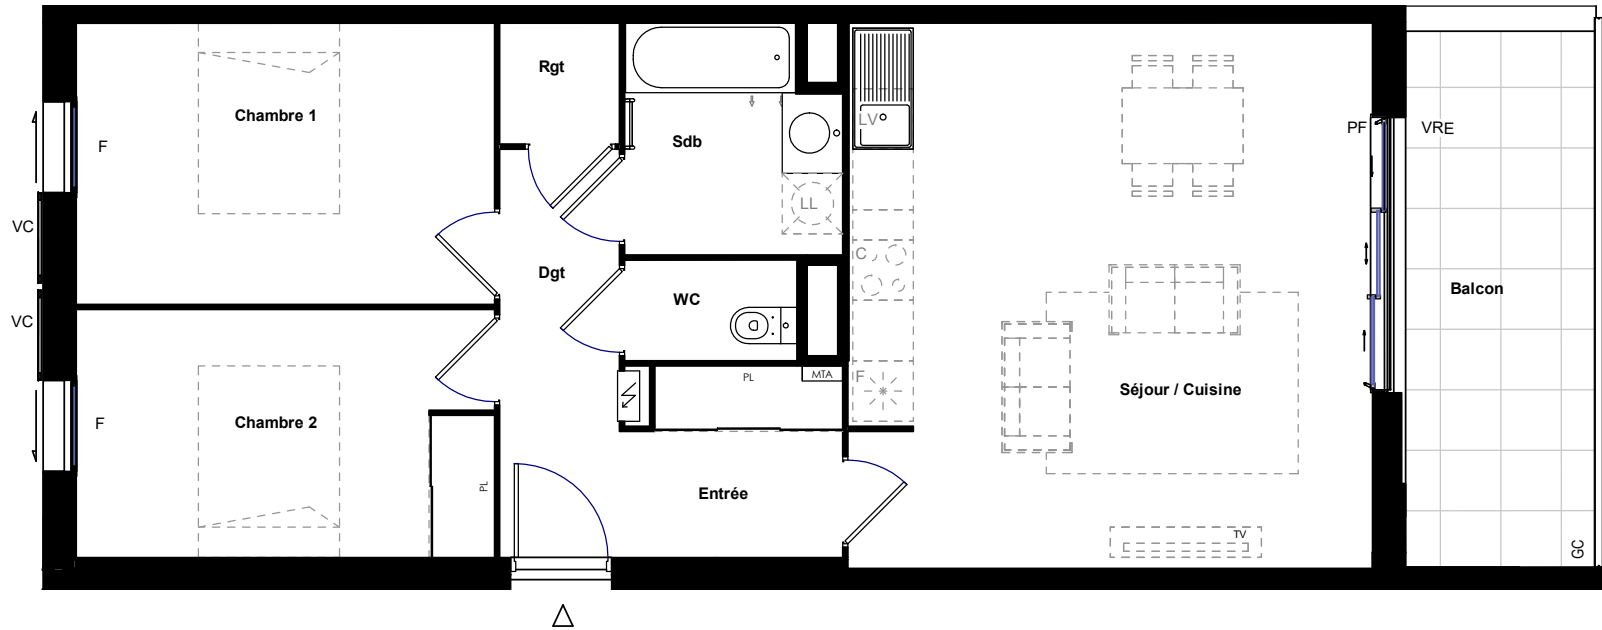 Rgt
Chambre 1
LV
PF
VRE
F
Sdb
LL
VC
C
Dgt
Balcon
WC
VC
PL
MTA
F
Séjour / Cuisine
F
Chambre 2
PL
Entrée
TV
GC